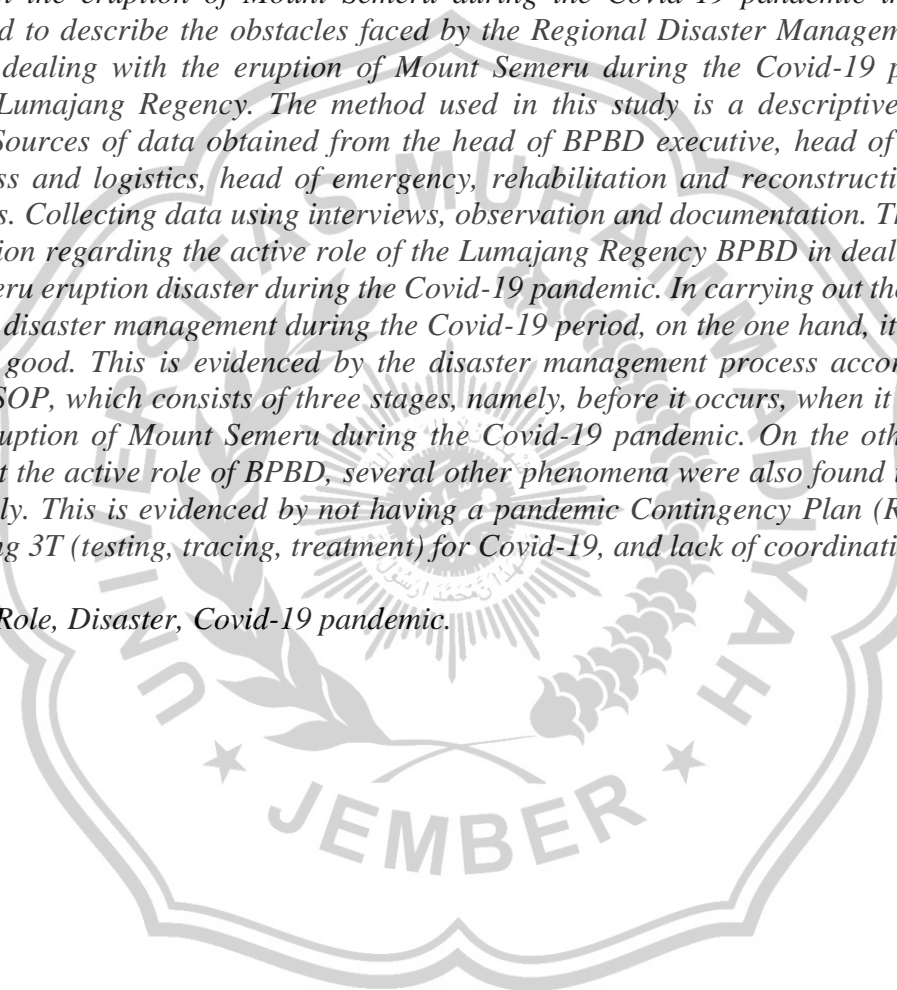 the eruption of Mount Semeru during the Covid-19 pandemic
d to describe the obstacles faced by the Regional Disaster Managem
dealing with the eruption of Mount Semeru during the Covid-19 p
Lumajang Regency. The method used in this study is a descriptive
Sources of data obtained from the head of BPBD executive, head of
ss and logistics, head of emergency, rehabilitation and reconstructi
s. Collecting data using interviews, observation and documentation. T
ion regarding the active role of the Lumajang Regency BPBD in deal
eru eruption disaster during the Covid-19 pandemic. In carrying out the
disaster management during the Covid-19 period, on the one hand, it
good. This is evidenced by the disaster management process accor
SOP, which consists of three stages, namely, before it occurs, when it
uption of Mount Semeru during the Covid-19 pandemic. On the oth
t the active role of BPBD, several other phenomena were also found
ly. This is evidenced by not having a pandemic Contingency Plan (R
ng 3T (testing, tracing, treatment) for Covid-19, and lack of coordinati
Role, Disaster, Covid-19 pandemic.
UNIVERSITAS MUHAMMADIYAH
JEMBER